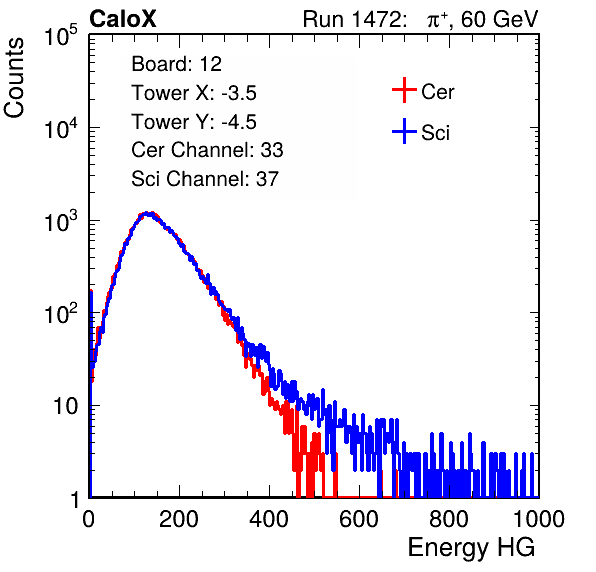 CaloX Run 1472: π⁺, 60 GeV
Counts
Board: 12
Tower X: -3.5
Tower Y: -4.5
Cer Channel: 33
Sci Channel: 37
Cer
Sci
10⁵
10⁴
10³
10²
10
1
0 200 400 600 800 1000
Energy HG